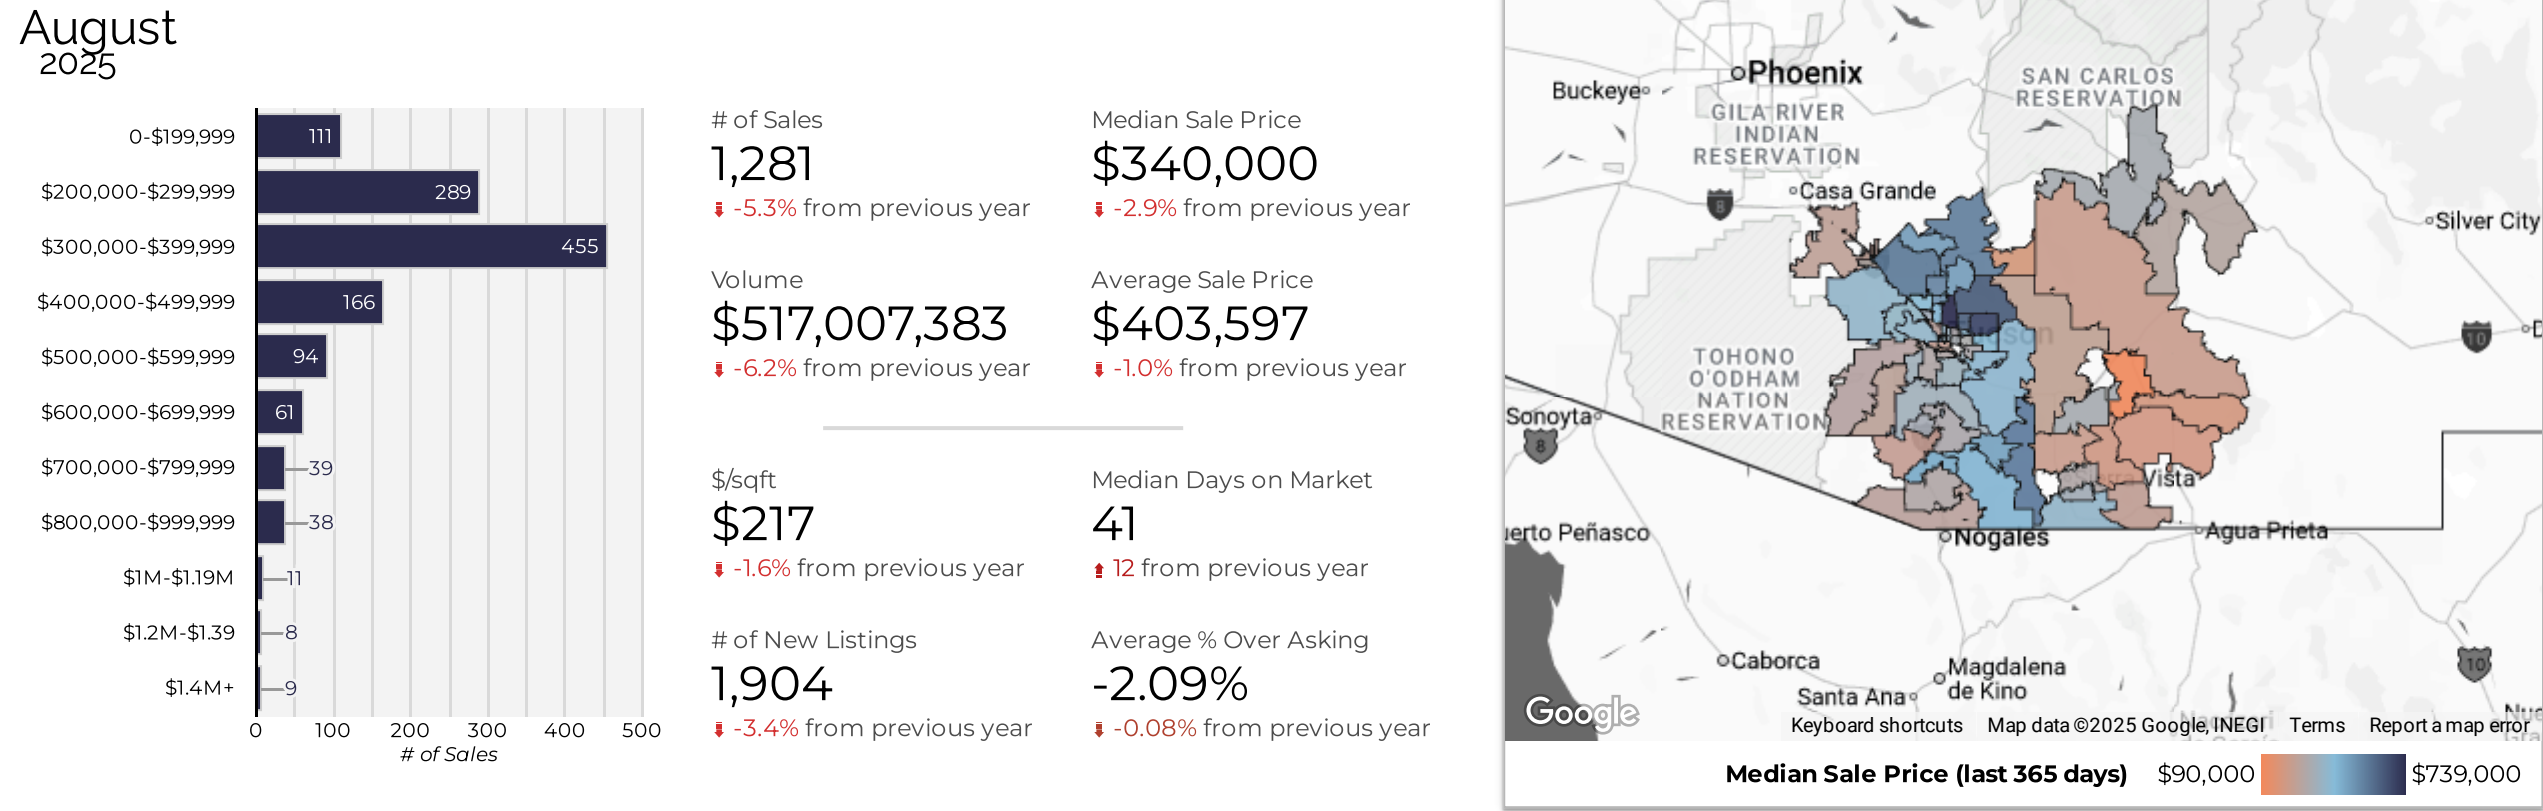 August
2025
0-$199,999
111
$200,000-$299,999
289
$300,000-$399,999
455
$400,000-$499,999
166
$500,000-$599,999
94
$600,000-$699,999
61
$700,000-$799,999
39
$800,000-$999,999
38
$1M-$1.19M
11
$1.2M-$1.39
8
$1.4M+
9
0 100 200 300 400 500
# of Sales
# of Sales
1,281
-5.3% from previous year
Median Sale Price
$340,000
-2.9% from previous year
Volume
$517,007,383
-6.2% from previous year
Average Sale Price
$403,597
-1.0% from previous year
$/sqft
$217
-1.6% from previous year
Median Days on Market
41
12 from previous year
# of New Listings
1,904
-3.4% from previous year
Average % Over Asking
-2.09%
-0.08% from previous year
Phoenix
Buckeye
SAN CARLOS
RESERVATION
GILA RIVER
INDIAN
RESERVATION
Casa Grande
8
Silver City
10
TOHONO
O'ODHAM
NATION
RESERVATION
Sonoyta
8
Vista
Agua Prieta
Nogales
erto Peñasco
Caborca
Magdalena
de Kino
Santa Ana
10
Google
Keyboard shortcuts Map data ©2025 Google, INEGI Terms Report a map error
Median Sale Price (last 365 days) $90,000 $739,000